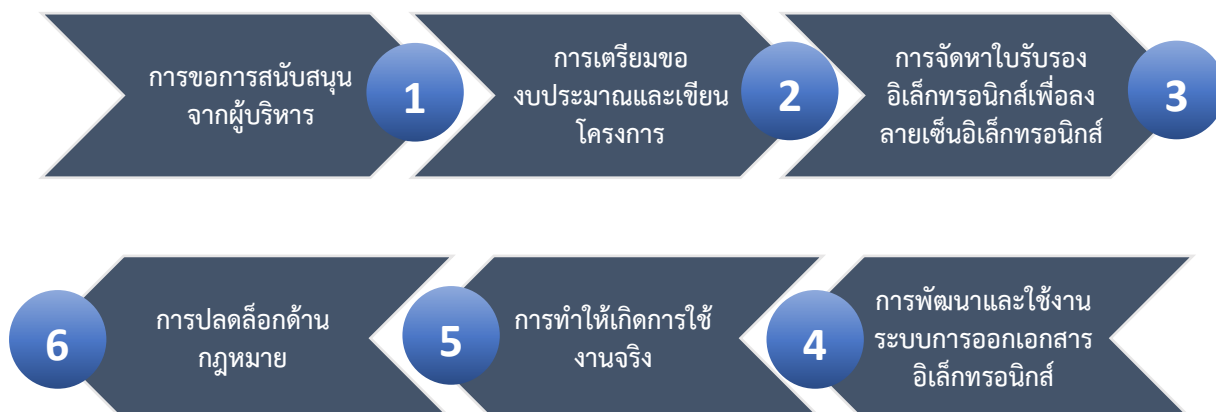 การขอการสนับสนุน
จากผู้บริหาร
1
การเตรียมขอ
งบประมาณและเขียน
โครงการ
2
การจัดหาใบรับรอง
อิเล็กทรอนิกส์เพื่อลง
ลายเซ็นอิเล็กทรอนิกส์
3
การพัฒนาและใช้งาน
ระบบการออกเอกสาร
อิเล็กทรอนิกส์
4
การทำให้เกิดการใช้
งานจริง
5
การปลดล็อกด้าน
กฎหมาย
6